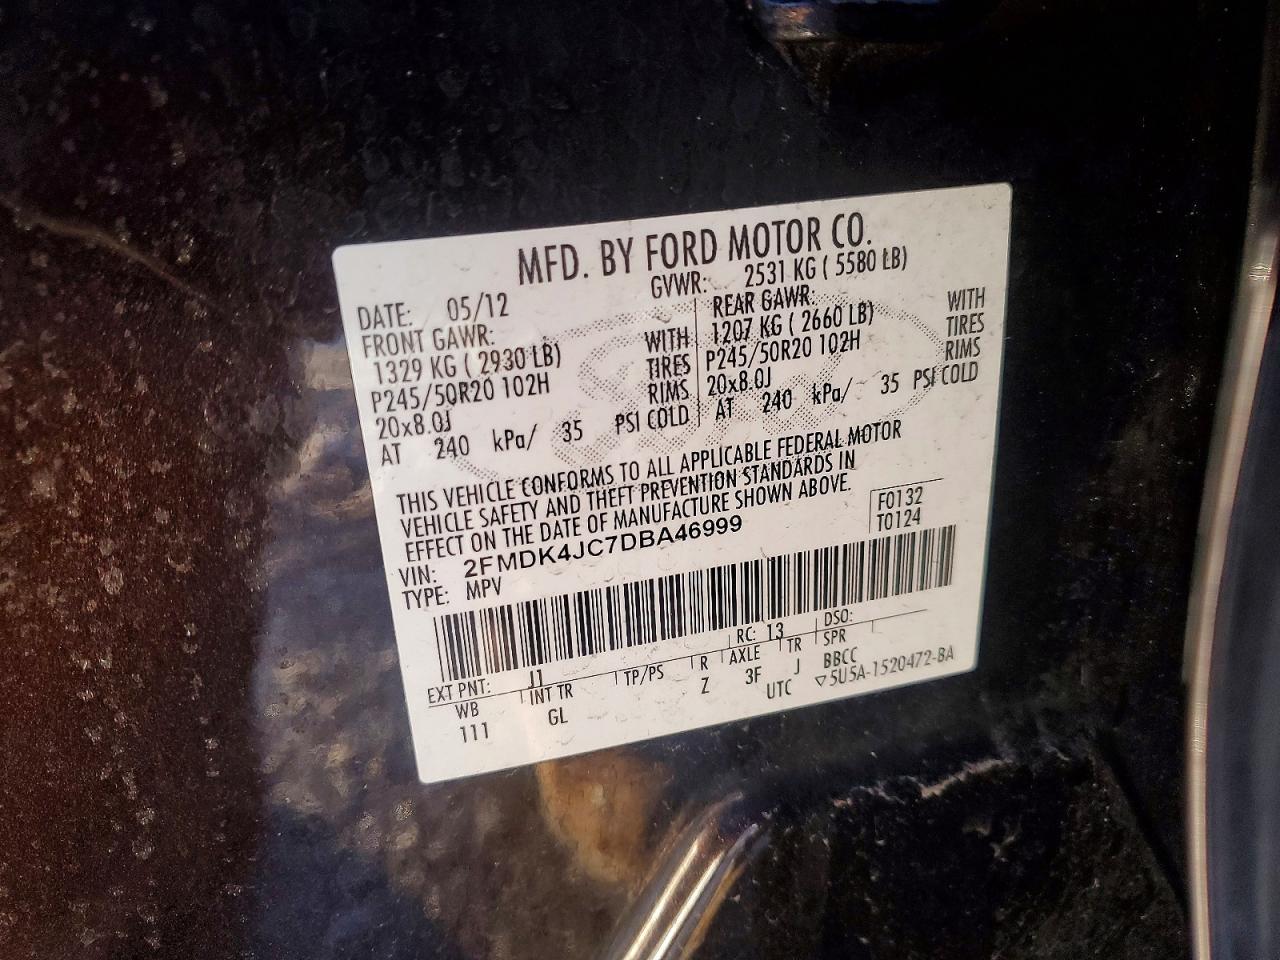 MFD. BY FORD MOTOR CO.
DATE: 05/12 GVWR: 2531 KG ( 5580 LB)
FRONT GAWR: REAR GAWR:
1329 KG ( 2930 LB) WITH 1207 KG ( 2660 LB) WITH
P245/50R20 102H TIRES P245/50R20 102H TIRES
20x8.0J RIMS 20x8.0J RIMS
AT 240 kPa/ 35 PSI COLD AT 240 kPa/ 35 PSI COLD
THIS VEHICLE CONFORMS TO ALL APPLICABLE FEDERAL MOTOR
VEHICLE SAFETY AND THEFT PREVENTION STANDARDS IN
EFFECT ON THE DATE OF MANUFACTURE SHOWN ABOVE.
F0132
VIN: 2FMDK4JC7DBA46999 T0124
TYPE: MPV
EXT PNT: J1 RC: 13 DSO:
WB INT TR TP/PS R AXLE TR SPR
111 GL Z 3F J BBCC
UTC ▽5U5A-1520472-BA